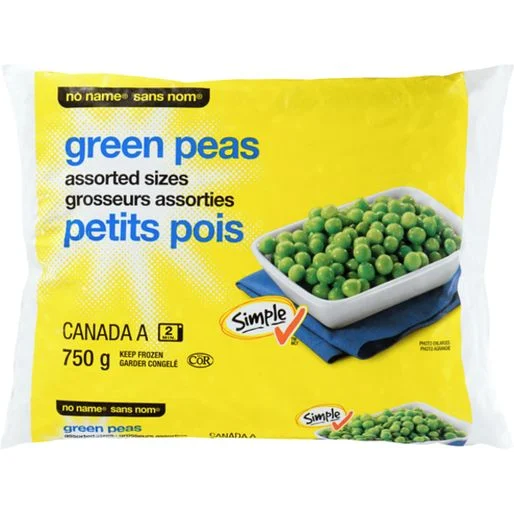 no name® sans nom®
green peas
assorted sizes
grosseurs assorties
petits pois
Simple
CANADA A 2 MIN.
750 g KEEP FROZEN
GARDER CONGELÉ
COR
PHOTO ENLARGED
PHOTO AGRANDIE
no name® sans nom®
Simple
green peas
CANADA A
assorted sizes • grosseurs assorties